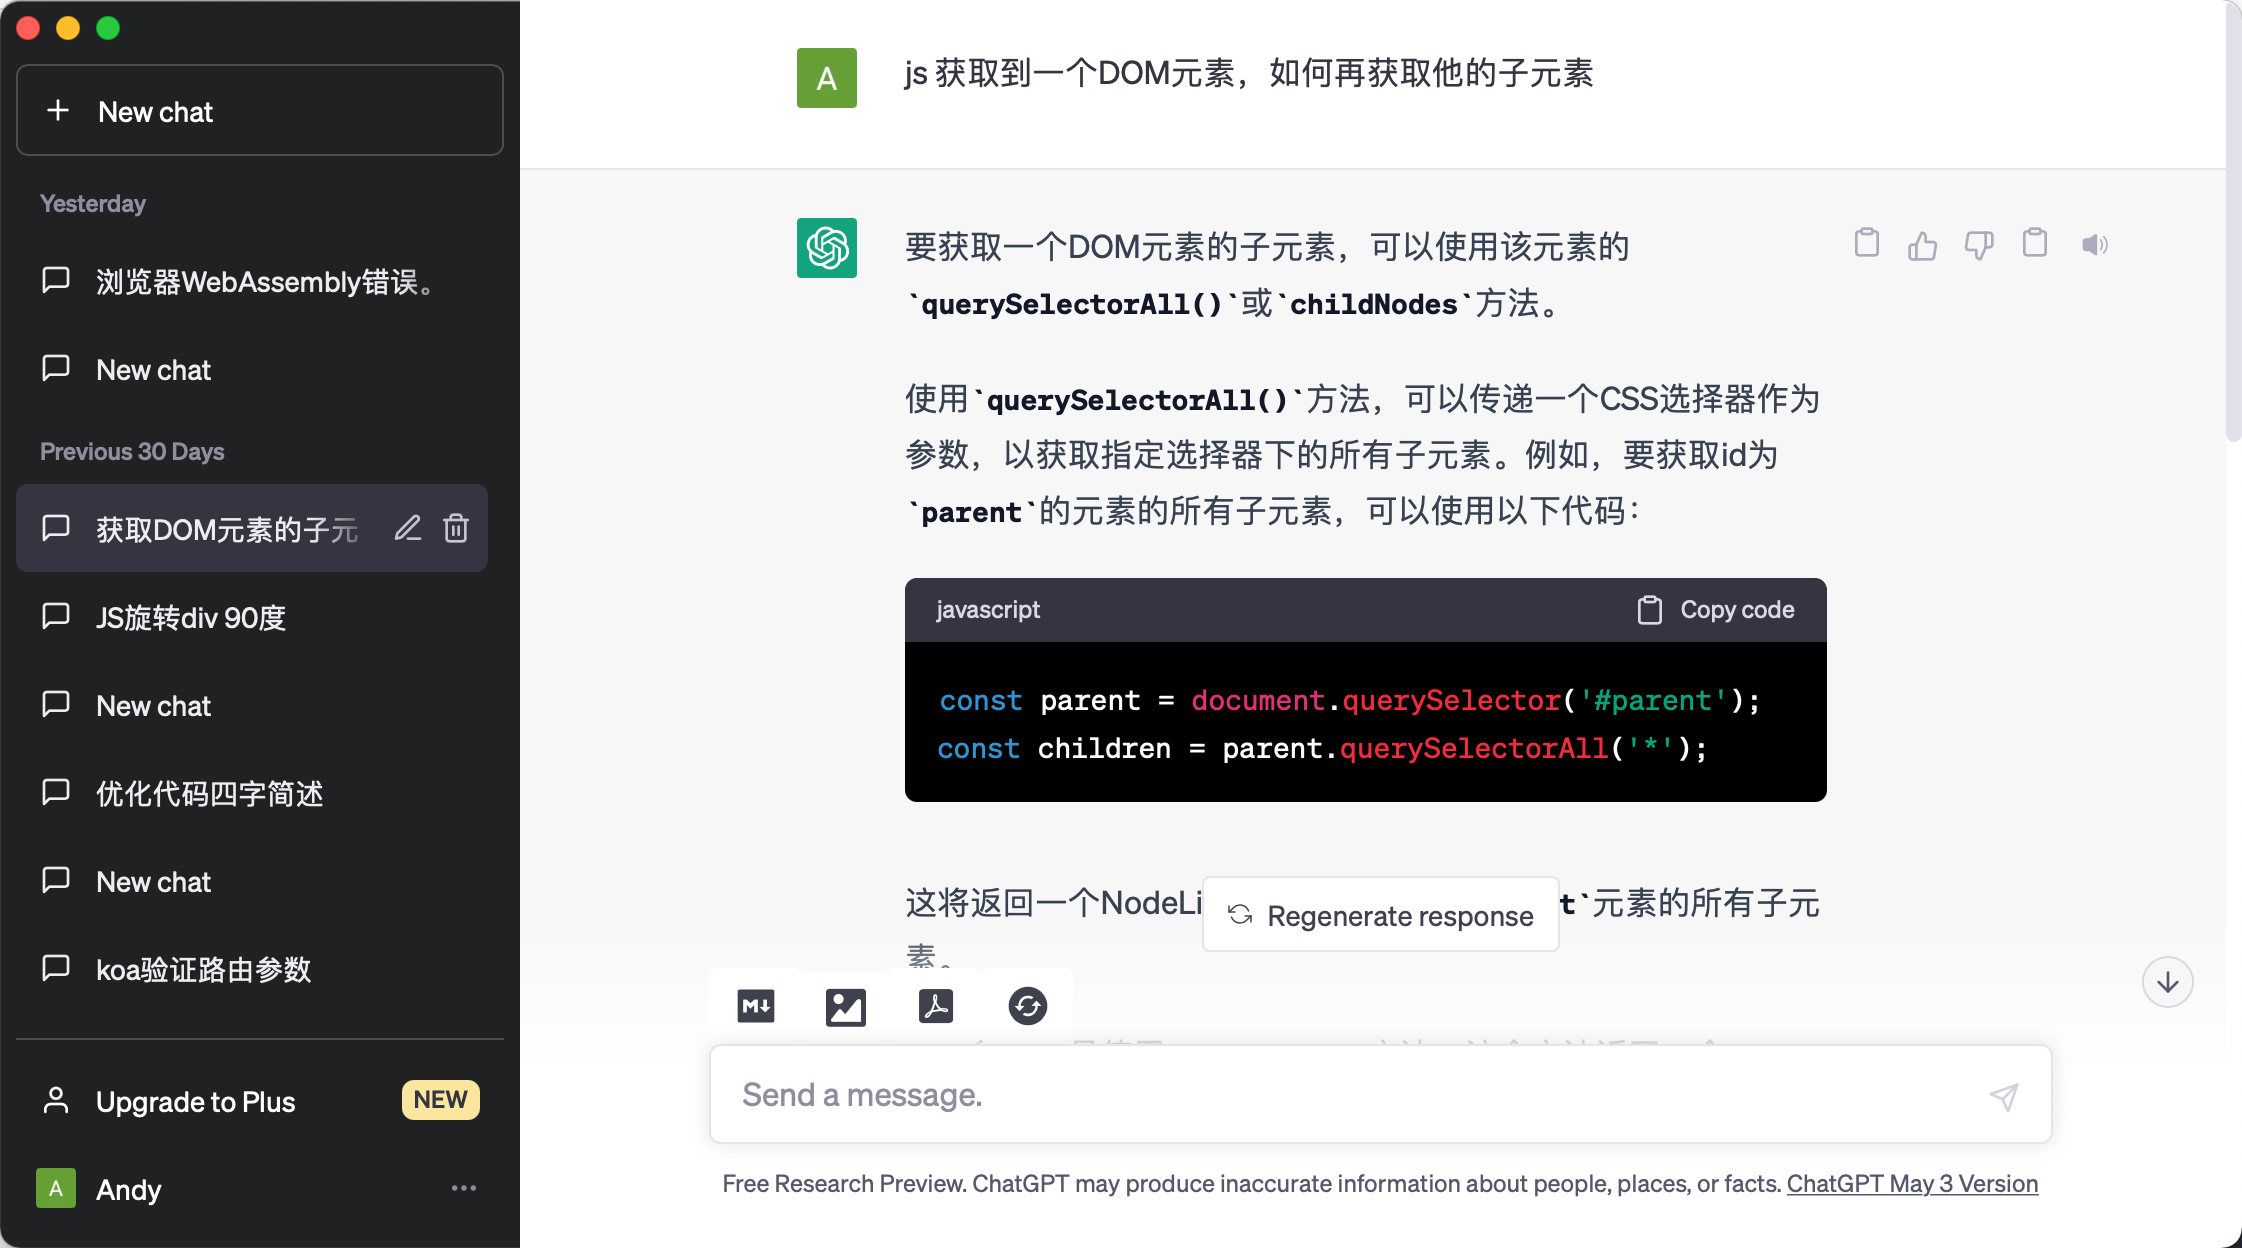 New chat
Yesterday
浏览器WebAssembly错误。
New chat
Previous 30 Days
获取DOM元素的子元
JS旋转div 90度
New chat
优化代码四字简述
New chat
koa验证路由参数
Upgrade to Plus
NEW
A
Andy
A
js 获取到一个DOM元素，如何再获取他的子元素
要获取一个DOM元素的子元素，可以使用该元素的
`querySelectorAll()`或`childNodes`方法。
使用`querySelectorAll()`方法，可以传递一个CSS选择器作为
参数，以获取指定选择器下的所有子元素。例如，要获取id为
`parent`的元素的所有子元素，可以使用以下代码：
javascript
Copy code
const parent = document.querySelector('#parent');
const children = parent.querySelectorAll('*');
这将返回一个NodeLi
t`元素的所有子元
素。
Regenerate response
M
Send a message.
Free Research Preview. ChatGPT may produce inaccurate information about people, places, or facts. ChatGPT May 3 Version